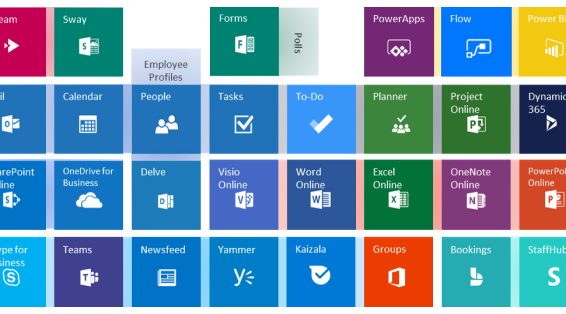 eam
Sway
Forms
Polls
PowerApps
Flow
Power B
Employee
Profiles
il
Calendar
People
Tasks
To-Do
Planner
Project
Online
Dynamic
365
arePoint
line
OneDrive for
Business
Delve
Visio
Online
Word
Online
Excel
Online
OneNote
Online
PowerPoi
Online
ype for
siness
Teams
Newsfeed
Yammer
Kaizala
Groups
Bookings
StaffHub